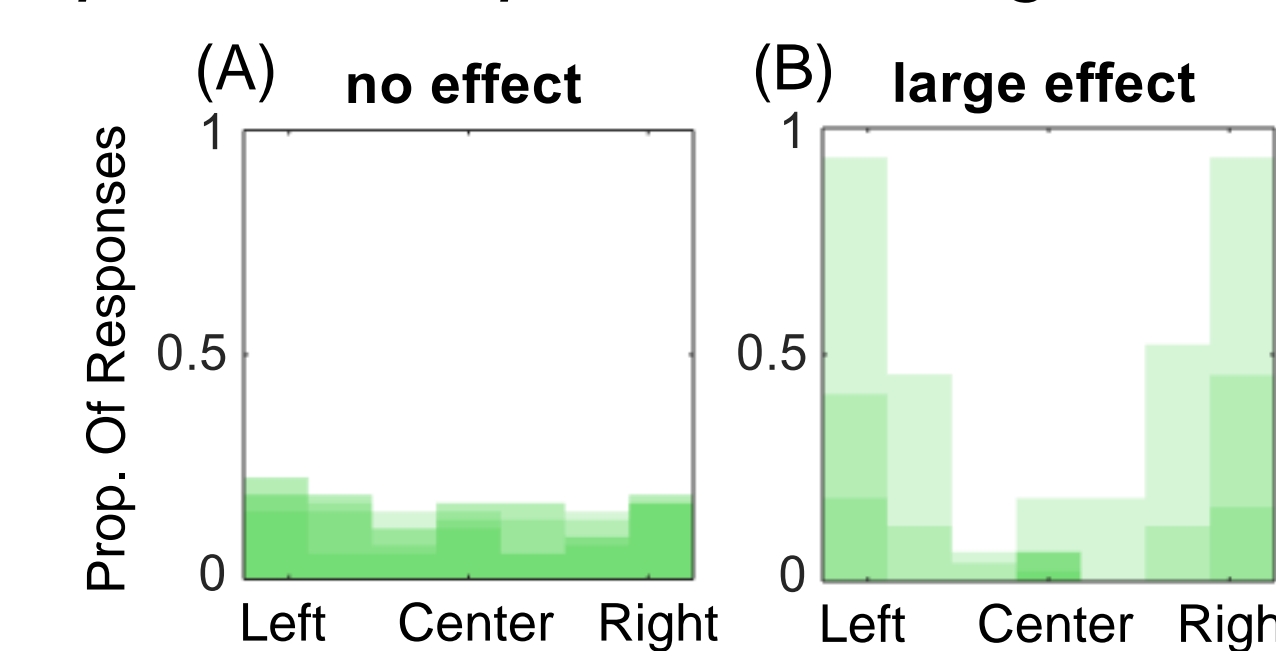 (A) no effect
(B) large effect
Prop. Of Responses
1
0.5
0
Left Center Right
1
0.5
0
Left Center Righ